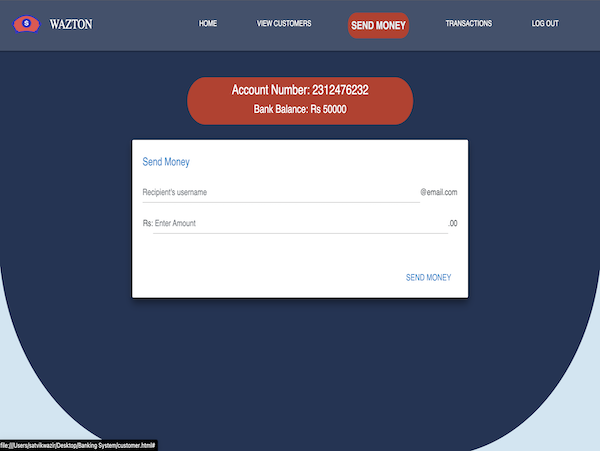 WAZTON
HOME
VIEW CUSTOMERS
SEND MONEY
TRANSACTIONS
LOG OUT
Account Number: 2312476232
Bank Balance: Rs 50000
Send Money
Recipient's username @email.com
Rs: Enter Amount .00
SEND MONEY
file:///Users/satvikwazir/Desktop/Banking System/customer.html#